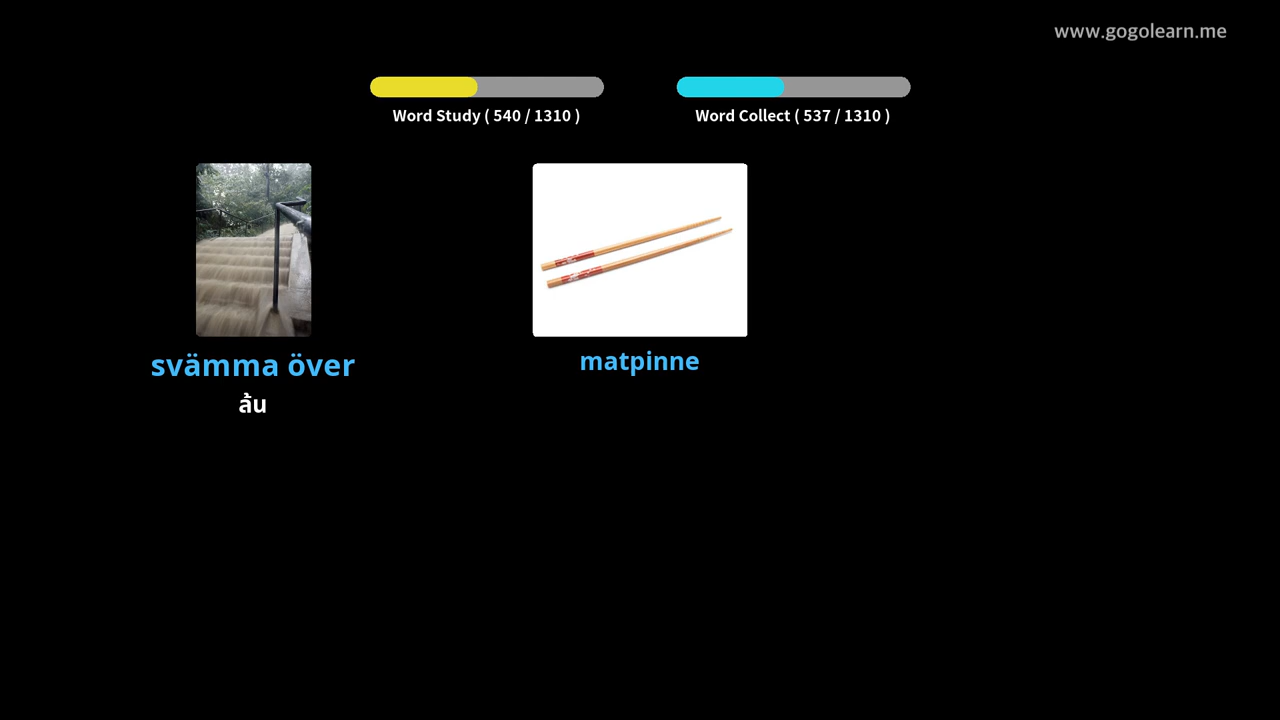 www.gogolearn.me
Word Study ( 540 / 1310 )
Word Collect ( 537 / 1310 )
svämma över
ล้น
matpinne